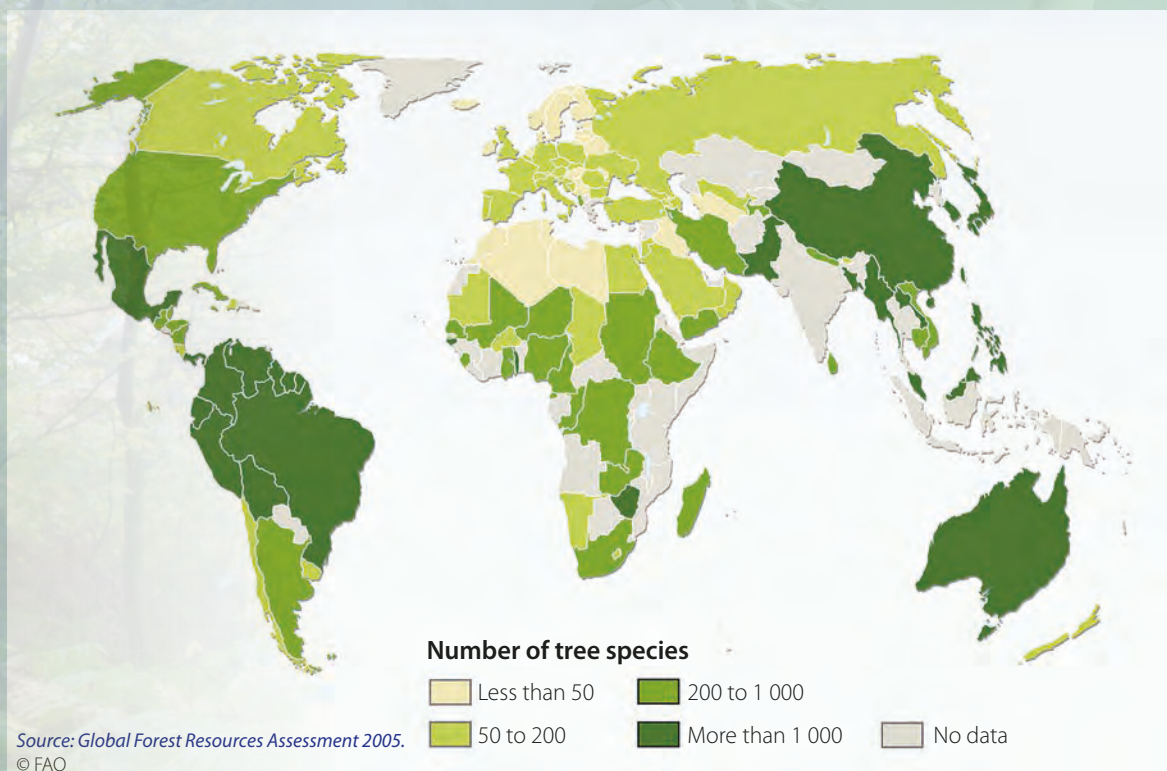 Number of tree species
Less than 50
200 to 1 000
50 to 200
More than 1 000
No data
Source: Global Forest Resources Assessment 2005.
© FAO